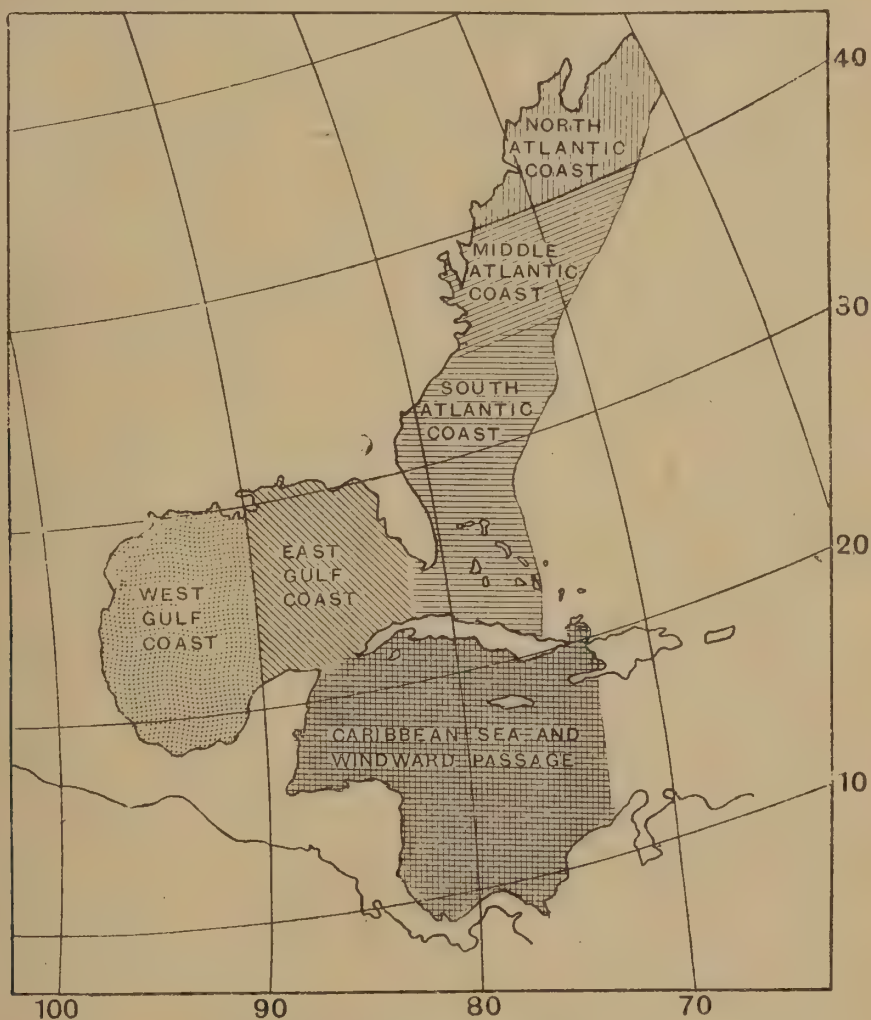 40
NORTH
ATLANTIC
COAST
MIDDLE
ATLANTIC
COAST
30
SOUTH
ATLANTIC
COAST
20
EAST
GULF
COAST
WEST
GULF
COAST
CARIBBEAN SEA AND
WINDWARD PASSAGE
10
100 90 80 70